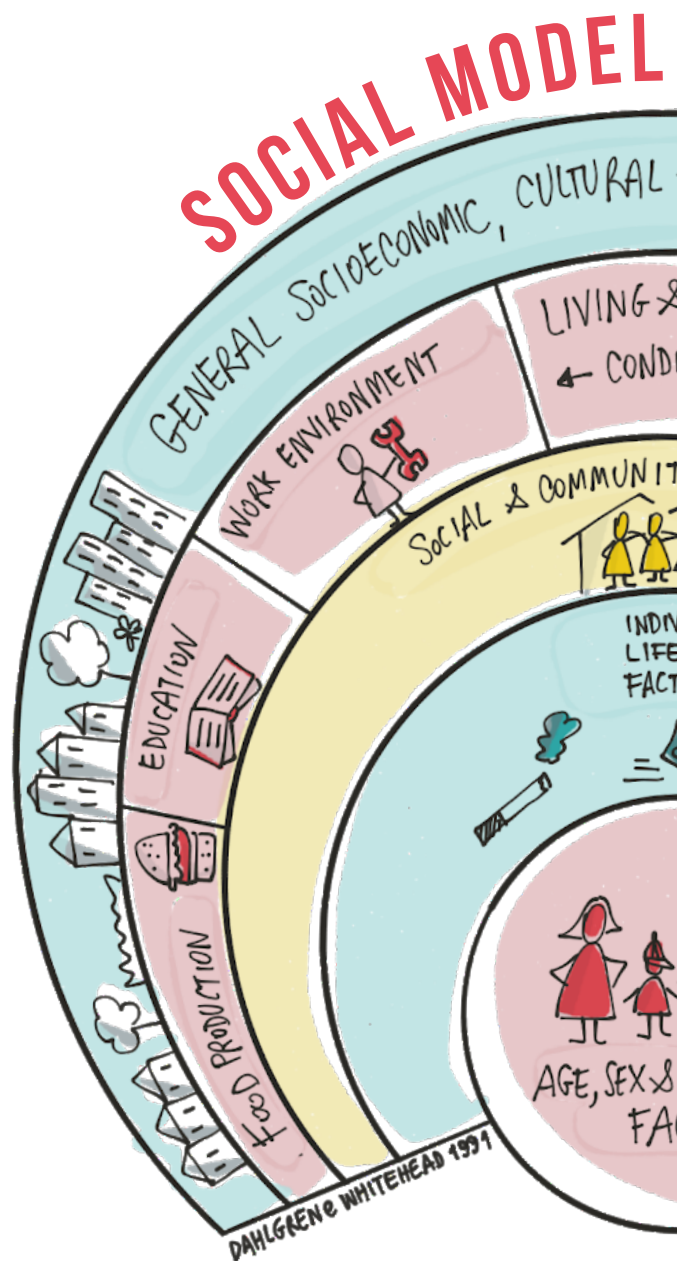 SOCIAL MODEL
GENERAL SOCIOECONOMIC, CULTURAL
WORK ENVIRONMENT
LIVING &
← CONDI
SOCIAL & COMMUNIT
INDIV
LIFE
FACT
EDUCATION
FOOD PRODUCTION
AGE, SEX &
FA
DAHLGREN e WHITEHEAD 1991